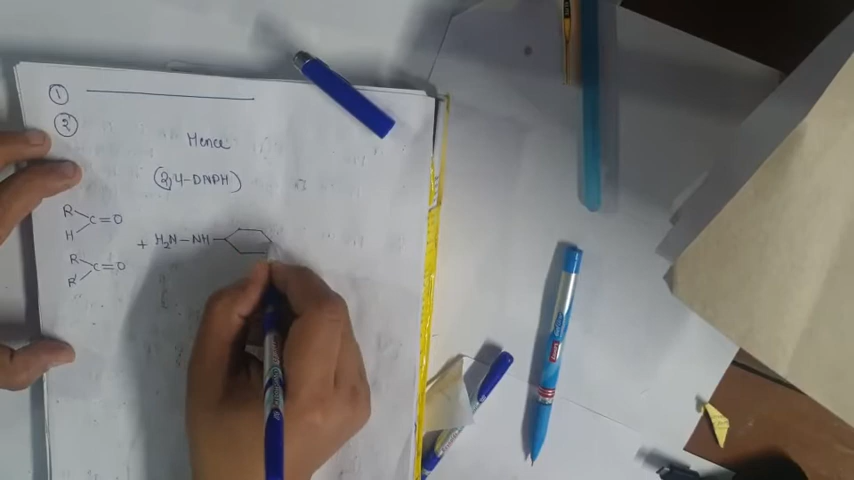 ①
②
Hence
(2,4-DNPH)
R
C=O
H
+ H₂N-NH
R
C=O
R'